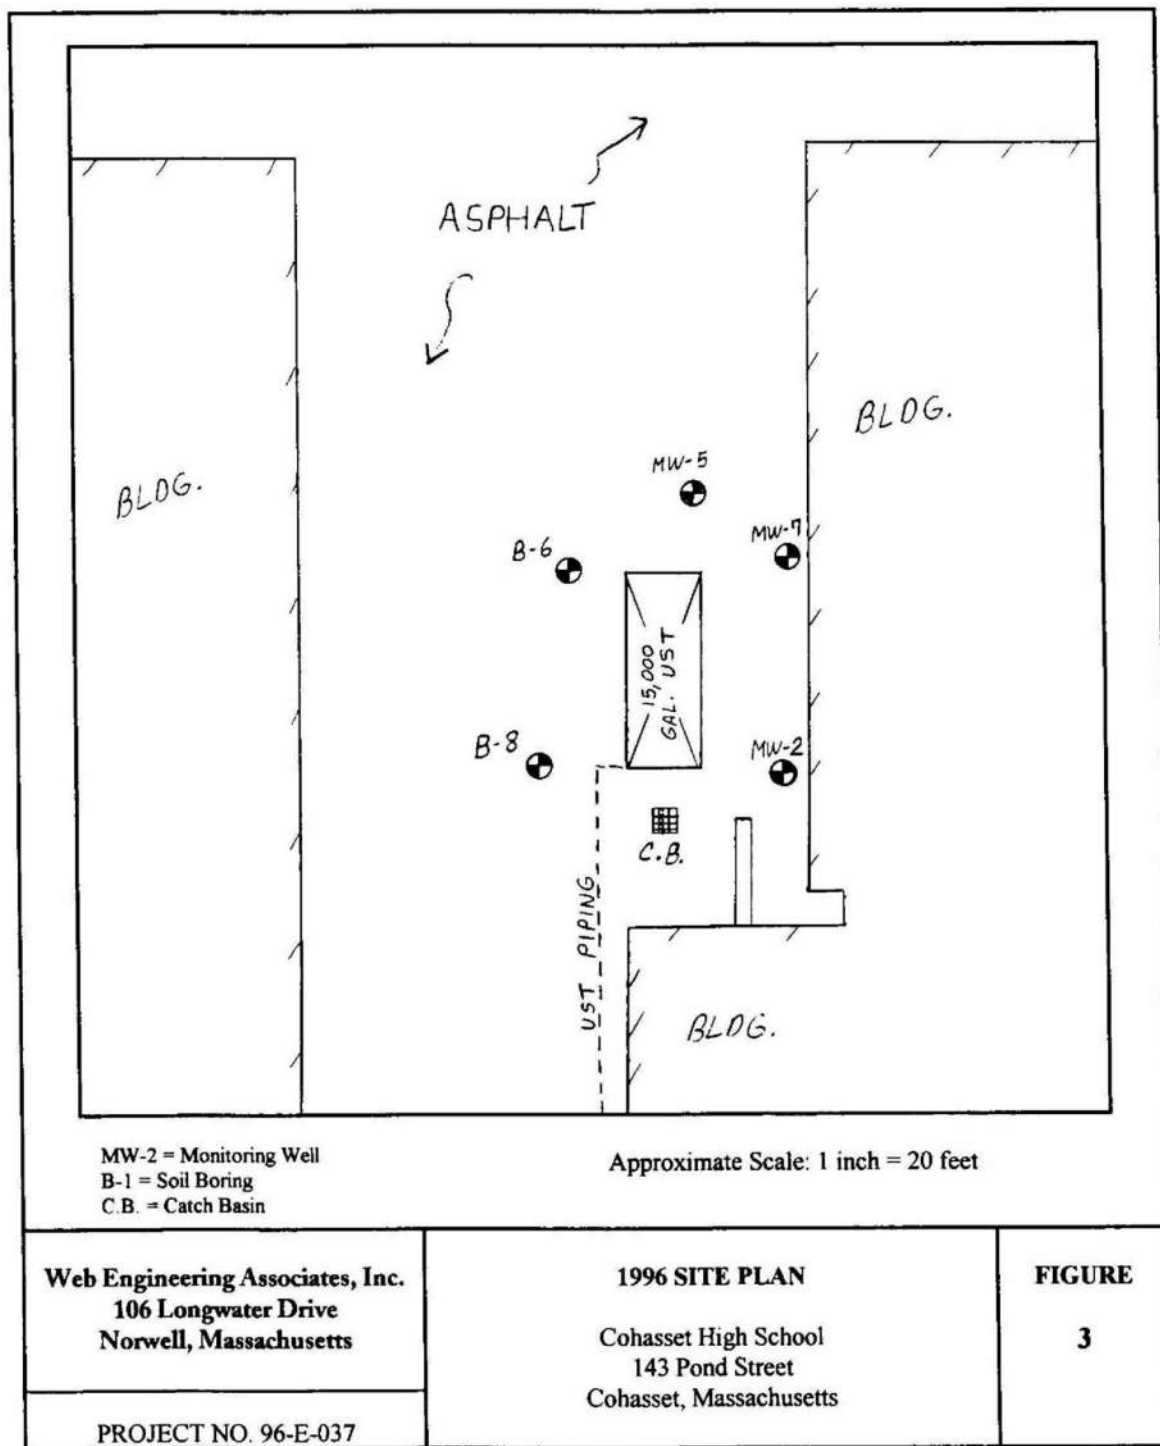 ASPHALT
BLDG.
BLDG.
MW-5
MW-7
B-6
15,000
GAL. UST
B-8
MW-2
C.B.
UST PIPING
BLDG.
MW-2 = Monitoring Well
B-1 = Soil Boring
C.B. = Catch Basin
Approximate Scale: 1 inch = 20 feet
Web Engineering Associates, Inc.
106 Longwater Drive
Norwell, Massachusetts
PROJECT NO. 96-E-037
1996 SITE PLAN
Cohasset High School
143 Pond Street
Cohasset, Massachusetts
FIGURE
3